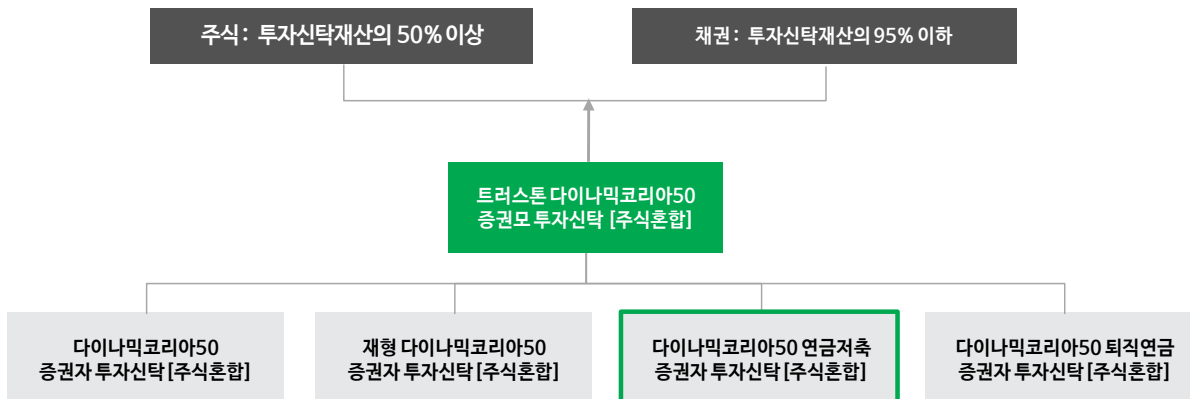 주식 : 투자신탁재산의 50% 이상
채권 : 투자신탁재산의 95% 이하
트러스톤 다이나믹코리아50
증권모 투자신탁 [주식혼합]
다이나믹코리아50
증권자 투자신탁 [주식혼합]
재형 다이나믹코리아50
증권자 투자신탁 [주식혼합]
다이나믹코리아50 연금저축
증권자 투자신탁 [주식혼합]
다이나믹코리아50 퇴직연금
증권자 투자신탁 [주식혼합]